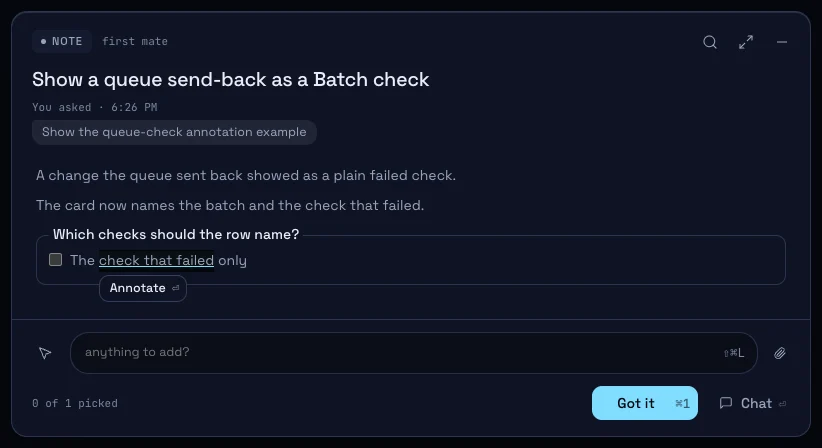 NOTE first mate
Show a queue send-back as a Batch check
You asked · 6:26 PM
Show the queue-check annotation example
A change the queue sent back showed as a plain failed check.
The card now names the batch and the check that failed.
Which checks should the row name?
The check that failed only
Annotate ⏎
anything to add? ⇧⌘L
0 of 1 picked
Got it ⌘1
Chat ⏎